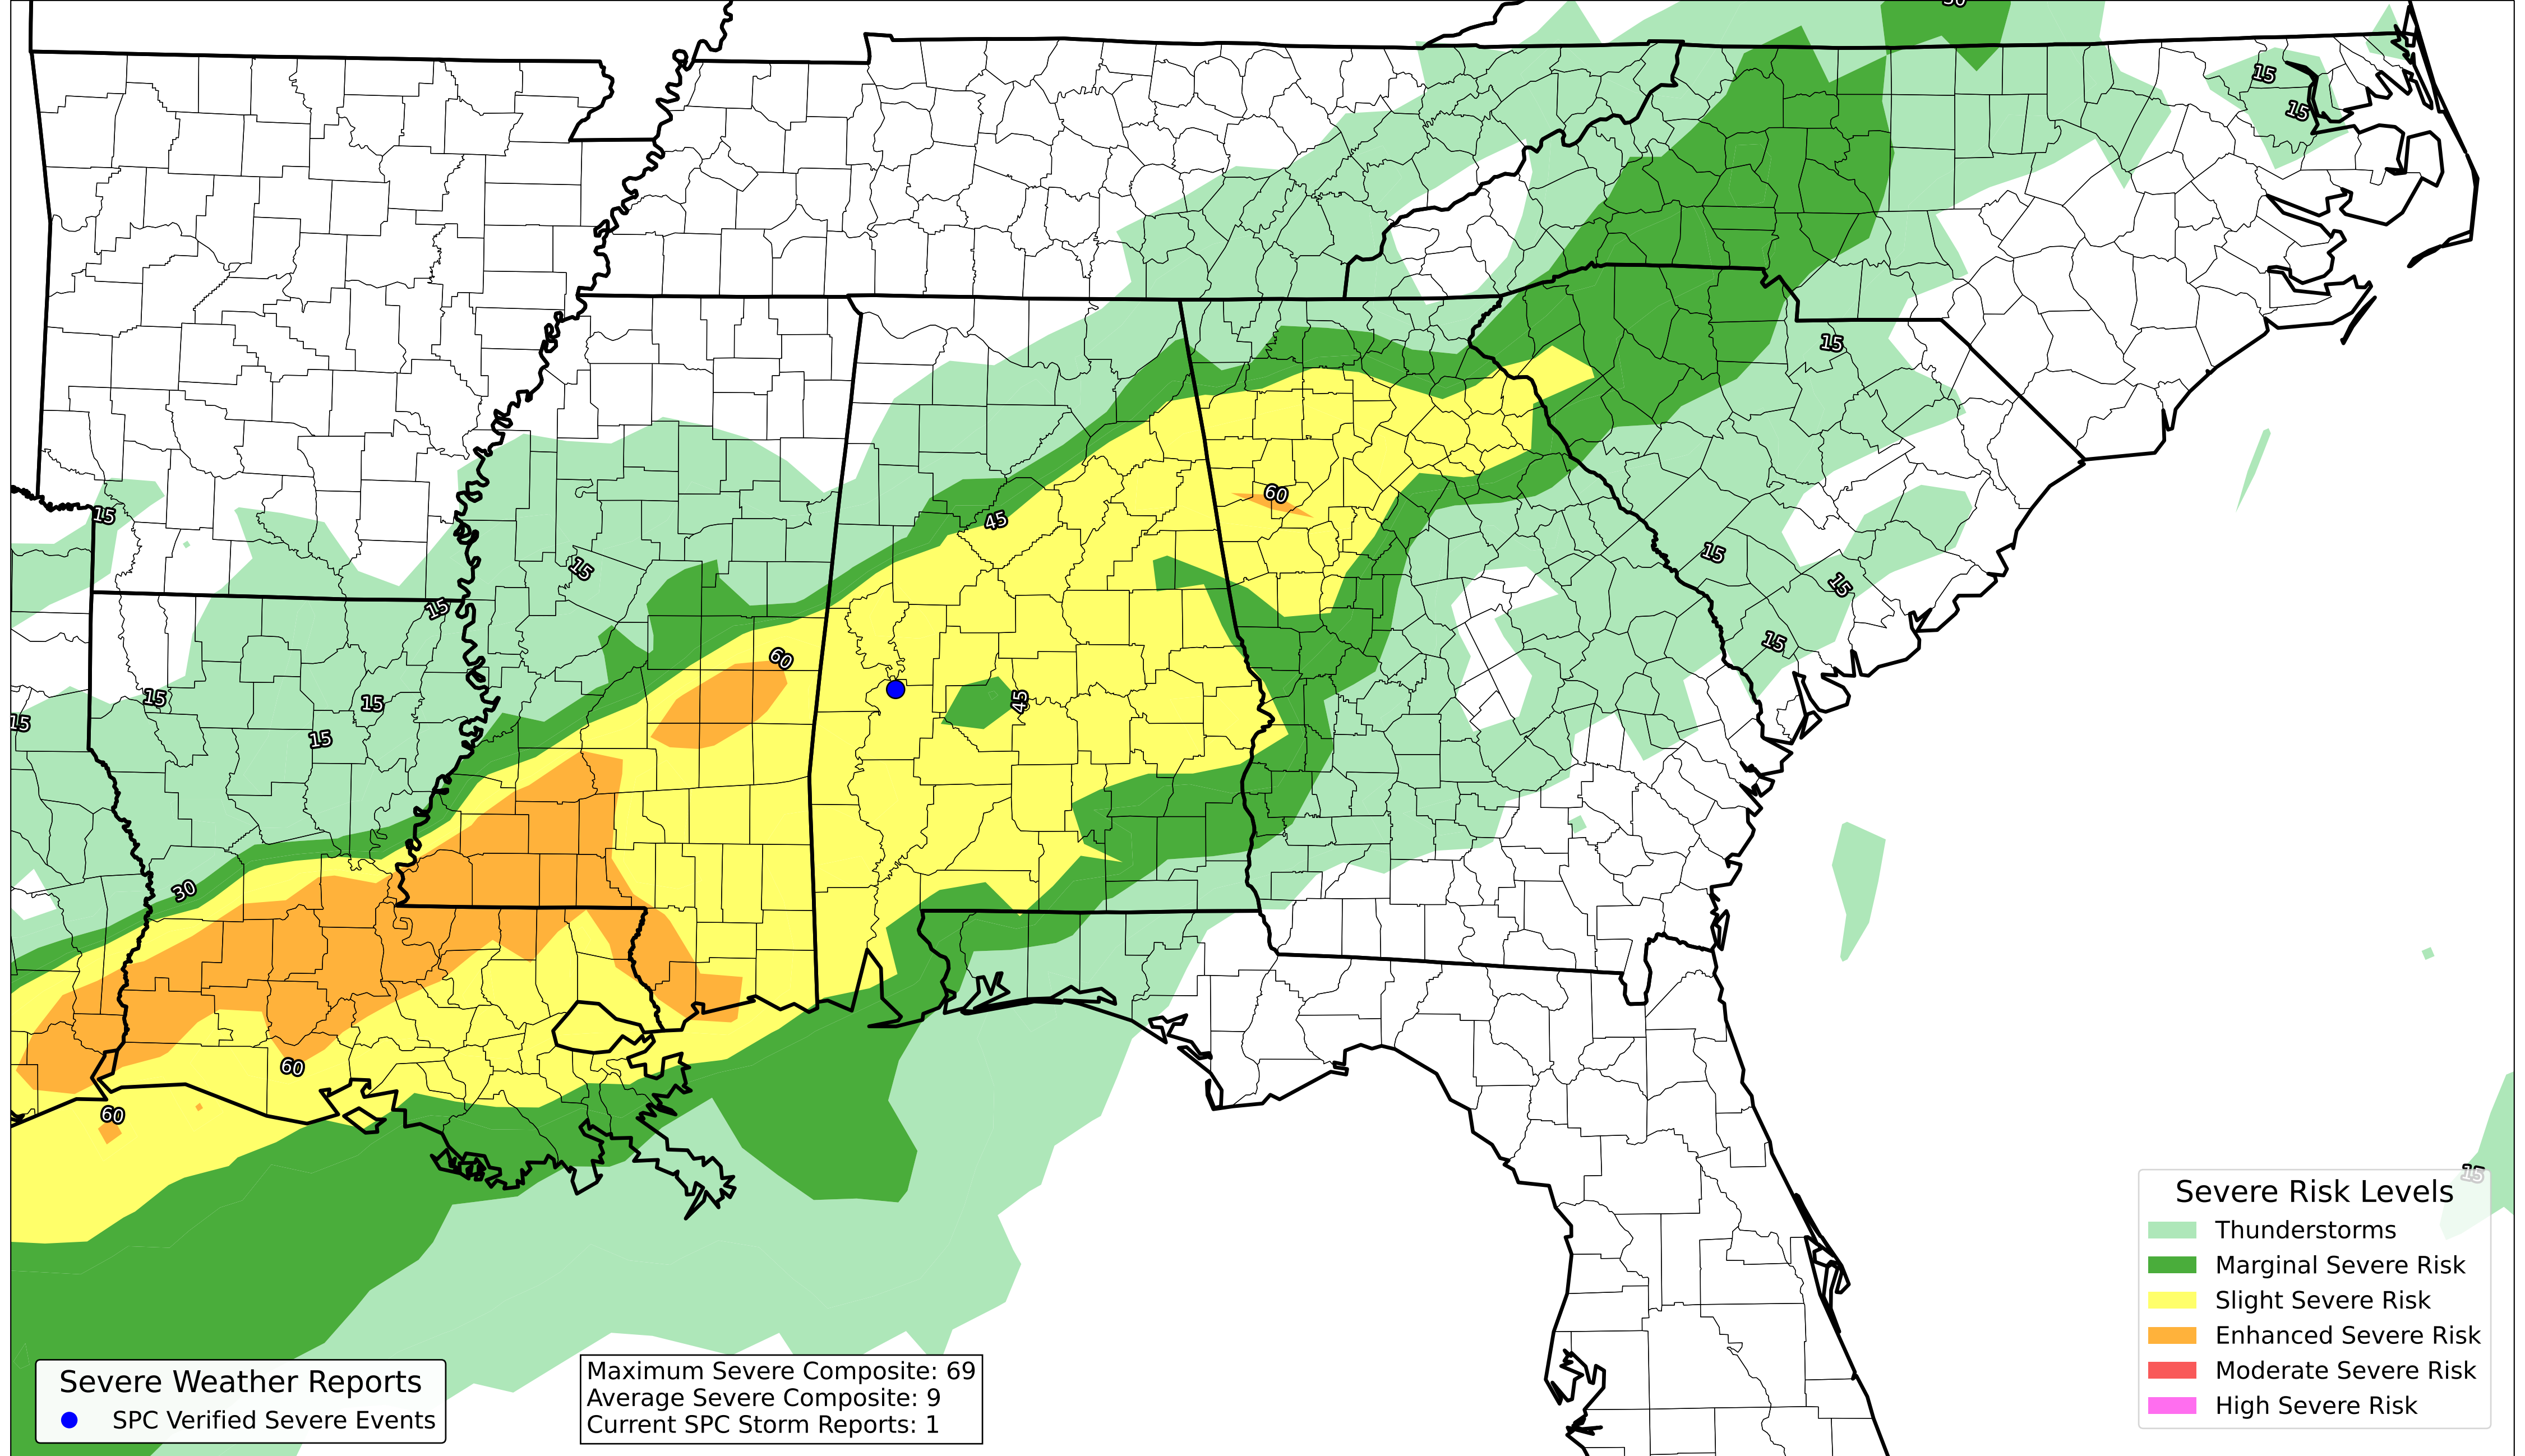 30
15
15
15
60
45
15
15
15
15
15
60
15
45
15
15
15
15
15
30
60
60
15
Severe Risk Levels
Thunderstorms
Marginal Severe Risk
Slight Severe Risk
Enhanced Severe Risk
Moderate Severe Risk
High Severe Risk
Severe Weather Reports
SPC Verified Severe Events
Maximum Severe Composite: 69
Average Severe Composite: 9
Current SPC Storm Reports: 1